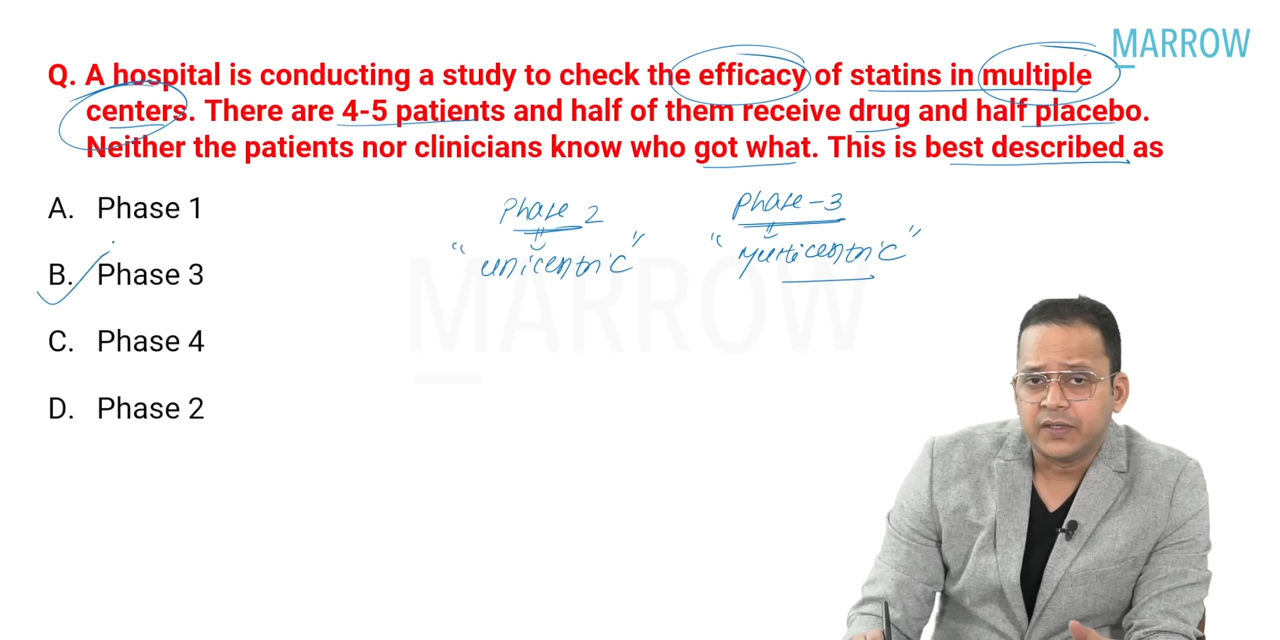 MARROW
Q. A hospital is conducting a study to check the efficacy of statins in multiple
centers. There are 4-5 patients and half of them receive drug and half placebo.
Neither the patients nor clinicians know who got what. This is best described as
A. Phase 1
Phase 2
Phase-3
"unicentric"
"Multicentric"
B. Phase 3
MARROW
C. Phase 4
D. Phase 2